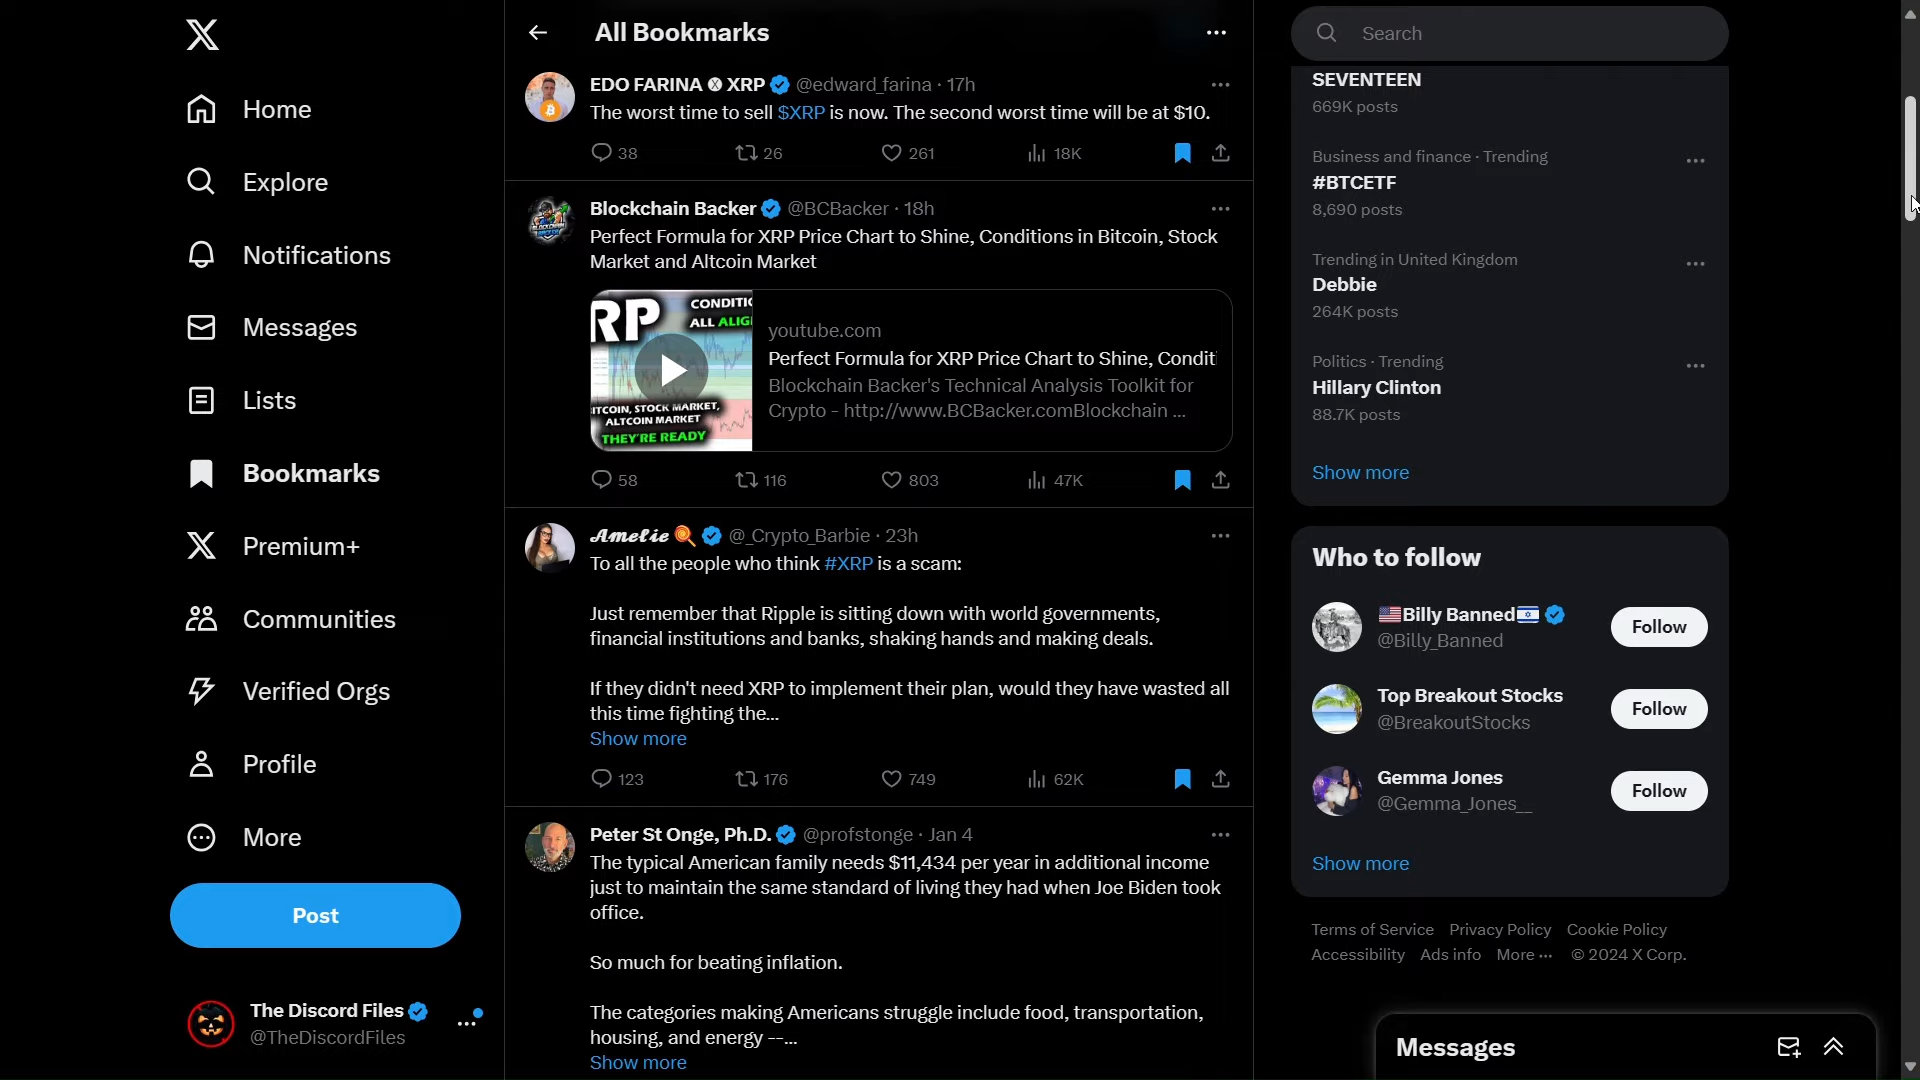 Home
Explore
Notifications
Messages
Lists
Bookmarks
Premium+
Communities
Verified Orgs
Profile
More
Post
The Discord Files
@TheDiscordFiles
All Bookmarks
EDO FARINA XRP @edward_farina · 17h
The worst time to sell $XRP is now. The second worst time will be at $10.
38 26 261 18K
Blockchain Backer @BCBacker · 18h
Perfect Formula for XRP Price Chart to Shine, Conditions in Bitcoin, Stock
Market and Altcoin Market
RP CONDITIO
ALL ALIG
ITCOIN, STOCK MARKET,
ALTCOIN MARKET
THEY'RE READY
youtube.com
Perfect Formula for XRP Price Chart to Shine, Conditi
Blockchain Backer's Technical Analysis Toolkit for
Crypto - http://www.BCBacker.comBlockchain ...
58 116 803 47K
Amelie @_Crypto_Barbie · 23h
To all the people who think #XRP is a scam:
Just remember that Ripple is sitting down with world governments,
financial institutions and banks, shaking hands and making deals.
If they didn't need XRP to implement their plan, would they have wasted all
this time fighting the...
Show more
123 176 749 62K
Peter St Onge, Ph.D. @profstonge · Jan 4
The typical American family needs $11,434 per year in additional income
just to maintain the same standard of living they had when Joe Biden took
office.
So much for beating inflation.
The categories making Americans struggle include food, transportation,
housing, and energy --...
Show more
Search
SEVENTEEN
669K posts
Business and finance · Trending
#BTCETF
8,690 posts
Trending in United Kingdom
Debbie
264K posts
Politics · Trending
Hillary Clinton
88.7K posts
Show more
Who to follow
Billy Banned
@Billy_Banned
Follow
Top Breakout Stocks
@BreakoutStocks
Follow
Gemma Jones
@Gemma_Jones__
Follow
Show more
Terms of Service Privacy Policy Cookie Policy
Accessibility Ads info More ··· © 2024 X Corp.
Messages